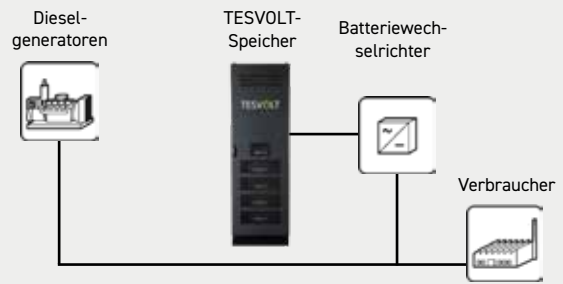 Diesel-
generatoren
TESVOLT-
Speicher
Batteriewech-
selrichter
TESVOLT
Verbraucher